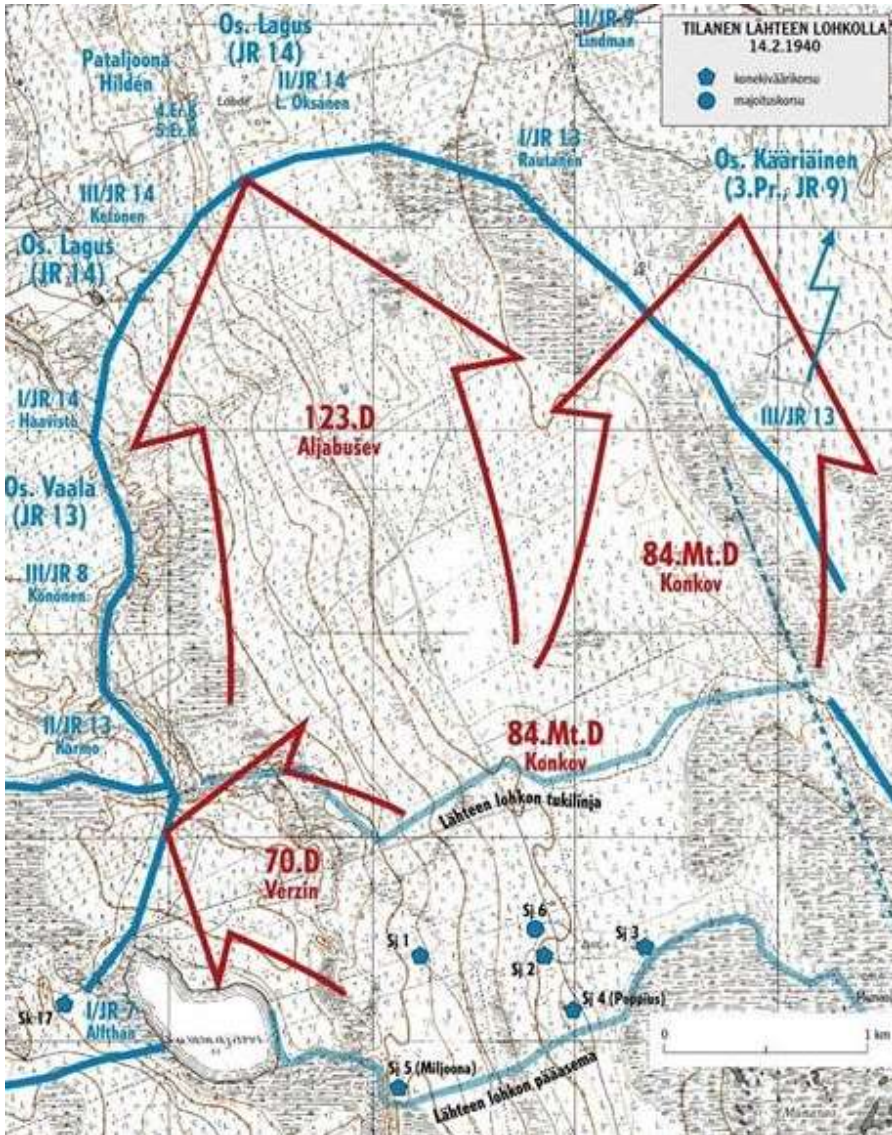 TILANEN LÄHTEEN LOHKOLLA
14.2.1940
konekiväärikorsu
majoituskorsu
Os. Lagus
(JR 14)
II/JR 14
L. Oksanen
II/JR 9
Lindman
Pataljoona
Hildén
4.Er.K
5.Er.K
I/JR 13
Rautanen
Os. Kääriäinen
(3.Pr., JR 9)
III/JR 14
Ketonen
Os. Lagus
(JR 14)
I/JR 14
Haavisto
123.D
Aljabušev
III/JR 13
Os. Vaala
(JR 13)
84.Mt.D
Konkov
III/JR 8
Kononen
II/JR 13
Karmo
84.Mt.D
Konkov
Lähteen lohkon tukilinja
70.D
Verzin
Sj 6
Sj 1
Sj 2
Sj 3
Sj 4 (Poppius)
Sk 17
I/JR 7
Alfthan
0
1 km
Sj 5 (Miljoona)
Lähteen lohkon pääasema